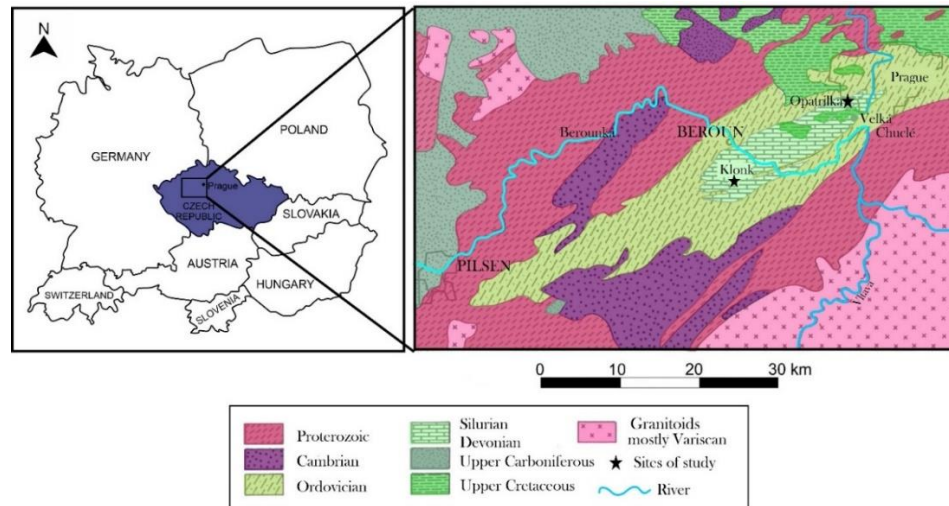 N
GERMANY
POLAND
Prague
CZECH
REPUBLIC
SLOVAKIA
AUSTRIA
HUNGARY
SWITZERLAND
SLOVENIA
Prague
Opatrilka
Velká
Chuclé
Berounka
BEROUN
Klonk
PILSEN
Vltava
0 10 20 30 km
Proterozoic
Cambrian
Ordovician
Silurian
Devonian
Upper Carboniferous
Upper Cretaceous
Granitoids
mostly Variscan
Sites of study
River